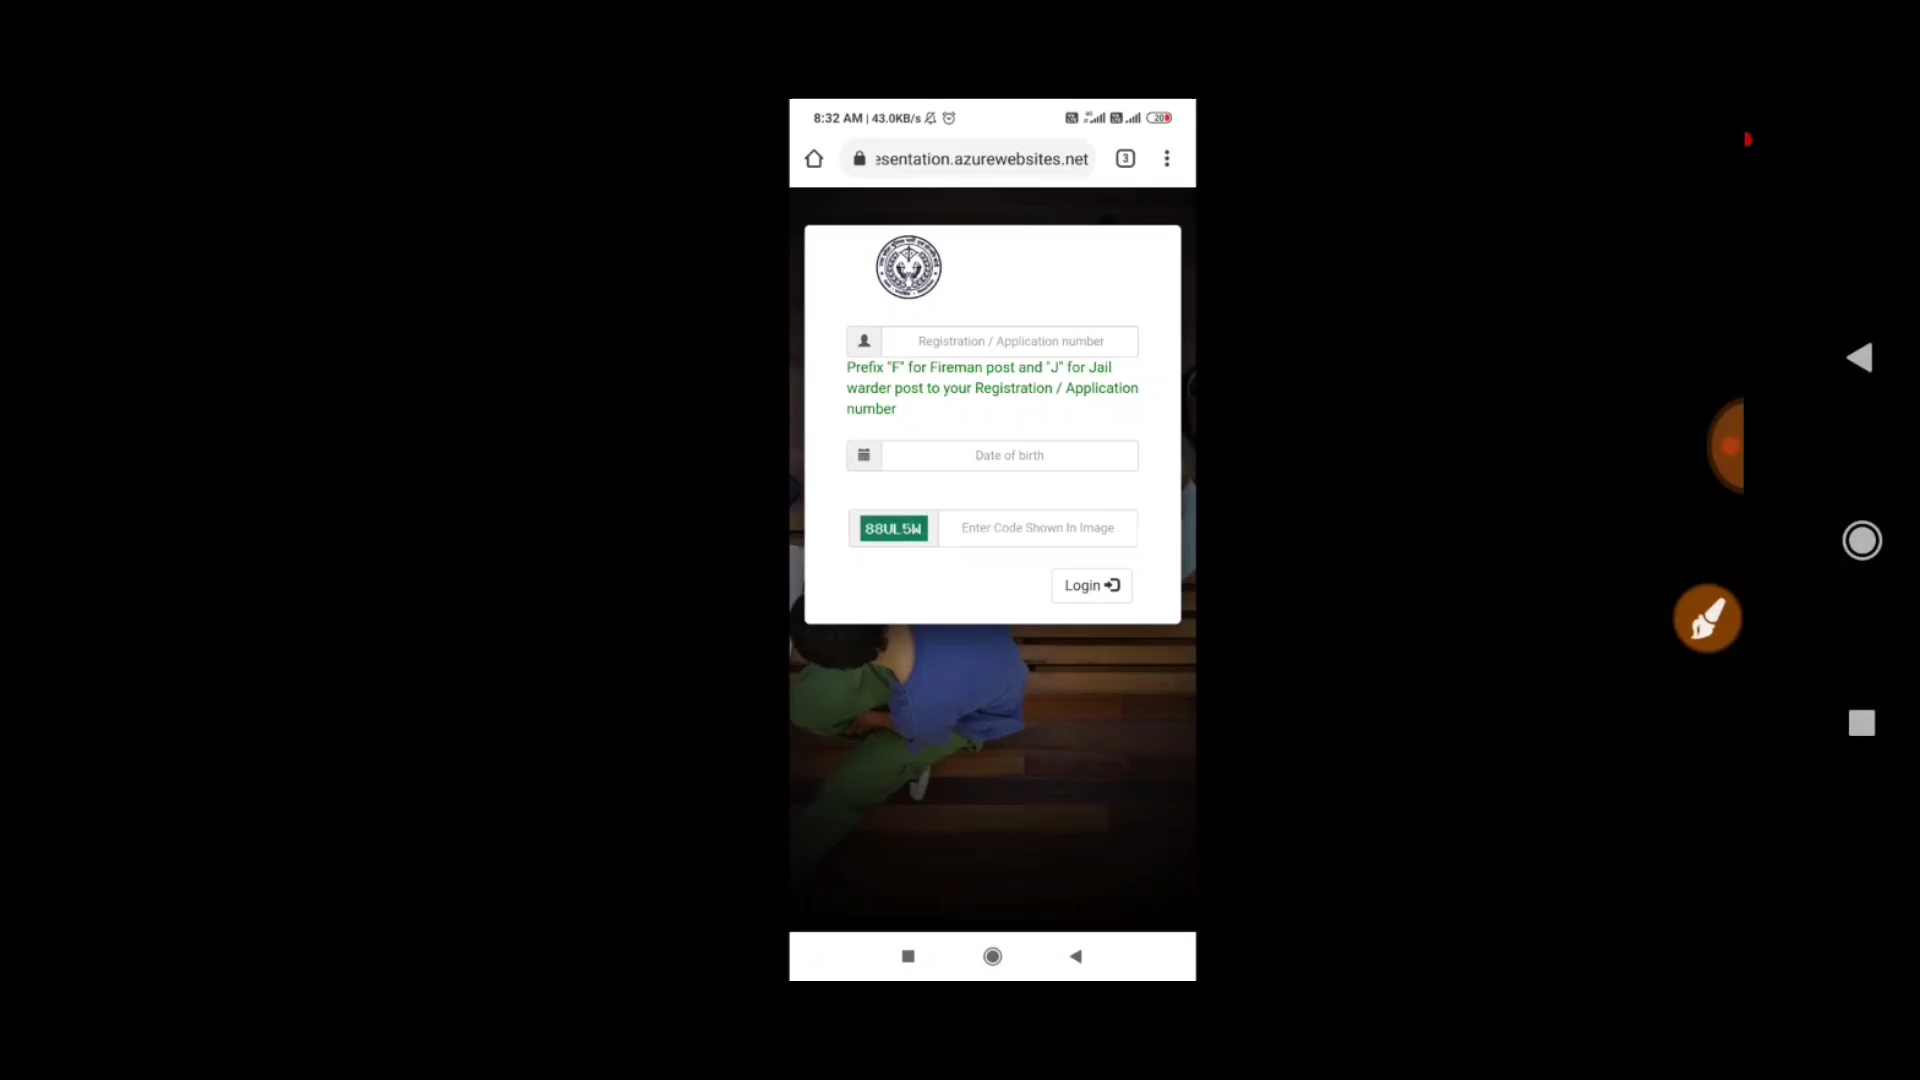 8:32 AM | 43.0KB/s
20
esentation.azurewebsites.net
3
Registration / Application number
Prefix "F" for Fireman post and "J" for Jail
warder post to your Registration / Application
number
Date of birth
88UL5W
Enter Code Shown In Image
Login